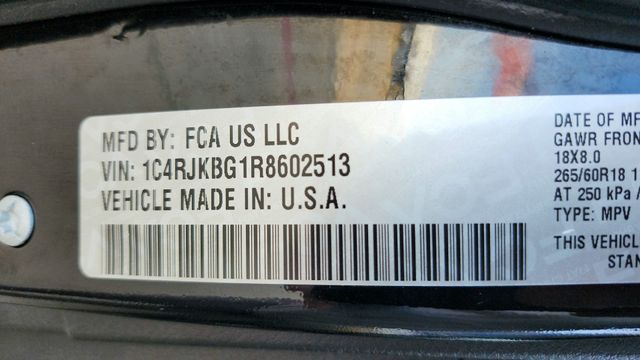 MFD BY: FCA US LLC
VIN: 1C4RJKBG1R8602513
VEHICLE MADE IN: U.S.A.
DATE OF MF
GAWR FRON
18X8.0
265/60R18 1
AT 250 kPa
TYPE: MPV
THIS VEHICL
STAN